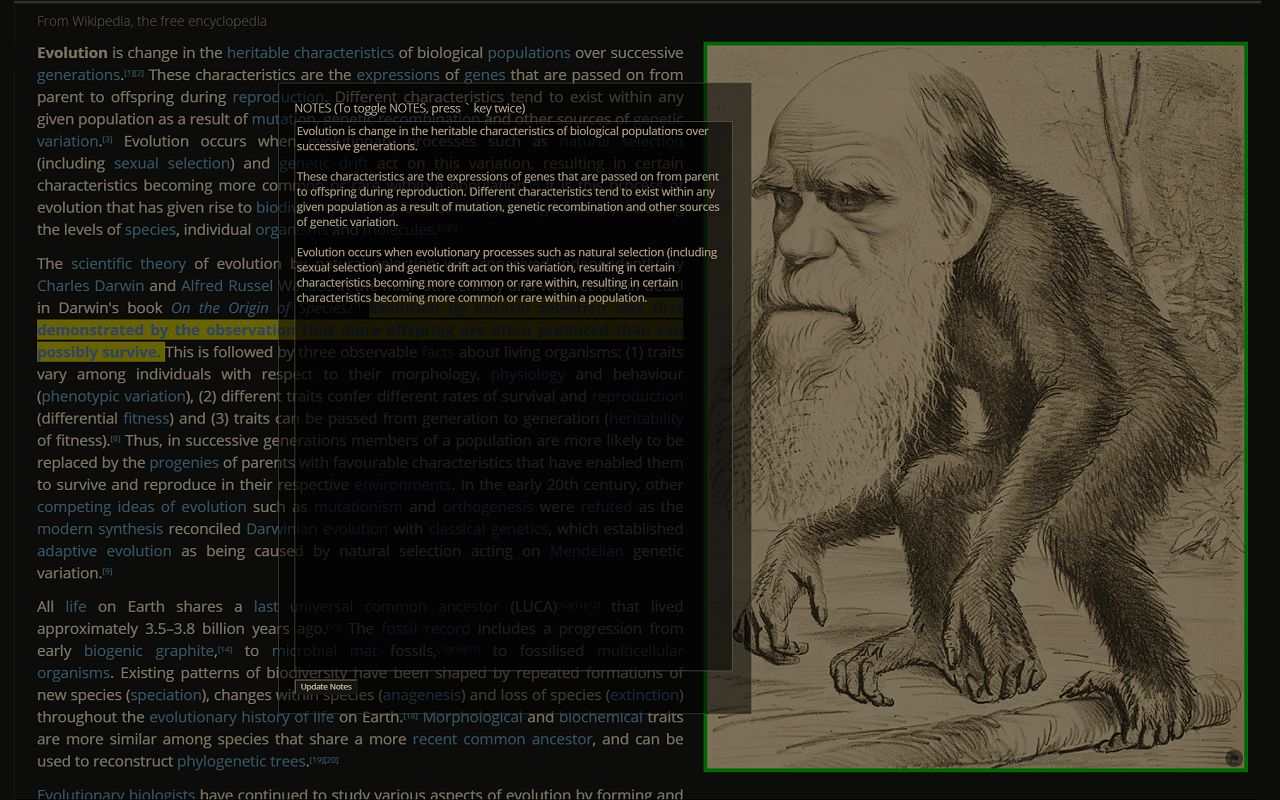 From Wikipedia, the free encyclopedia
Evolution is change in the heritable characteristics of biological populations over successive
generations.[1][2] These characteristics are the expressions of genes that are passed on from
parent to offspring during reproduction. Different characteristics tend to exist within any
given population as a result of mutation, genetic recombination and other sources of genetic
variation.[3] Evolution occurs when evolutionary processes such as natural selection
(including sexual selection) and genetic drift act on this variation, resulting in certain
characteristics becoming more common or rare within a population.
evolution that has given rise to
the levels of species, individual organisms and molecules.[5][6]
The scientific theory of evolution by
Charles Darwin and Alfred Russel
in Darwin's book On the Origin of Species. Evolution by natural selection was first
demonstrated by the observation that more offspring are often produced than can
possibly survive. This is followed by three observable facts about living organisms: (1) traits
vary among individuals with respect to their morphology, physiology and behaviour
(phenotypic variation), (2) different traits confer different rates of survival and reproduction
(differential fitness) and (3) traits can be passed from generation to generation (heritability
of fitness).[8] Thus, in successive generations members of a population are more likely to be
replaced by the progenies of parents with favourable characteristics that have enabled them
to survive and reproduce in their respective environments. In the early 20th century, other
competing ideas of evolution such as mutationism and orthogenesis were refuted as the
modern synthesis reconciled Darwinian evolution with classical genetics, which established
adaptive evolution as being caused by natural selection acting on Mendelian genetic
variation.[9]
All life on Earth shares a last universal common ancestor (LUCA)[10][11][12] that lived
approximately 3.5–3.8 billion years ago.[13] The fossil record includes a progression from
early biogenic graphite,[14] to microbial mat fossils,[15][16][17] to fossilised multicellular
organisms. Existing patterns of biodiversity have been shaped by repeated formations of
new species (speciation), changes within species (anagenesis) and loss of species (extinction)
throughout the evolutionary history of life on Earth.[18] Morphological and biochemical traits
are more similar among species that share a more recent common ancestor, and can be
used to reconstruct phylogenetic trees.[19][20]
Evolutionary biologists have continued to study various aspects of evolution by forming and
NOTES (To toggle NOTES, press ` key twice)
Evolution is change in the heritable characteristics of biological populations over
successive generations.
These characteristics are the expressions of genes that are passed on from parent
to offspring during reproduction. Different characteristics tend to exist within any
given population as a result of mutation, genetic recombination and other sources
of genetic variation.
Evolution occurs when evolutionary processes such as natural selection (including
sexual selection) and genetic drift act on this variation, resulting in certain
characteristics becoming more common or rare within, resulting in certain
characteristics becoming more common or rare within a population.
Update Notes